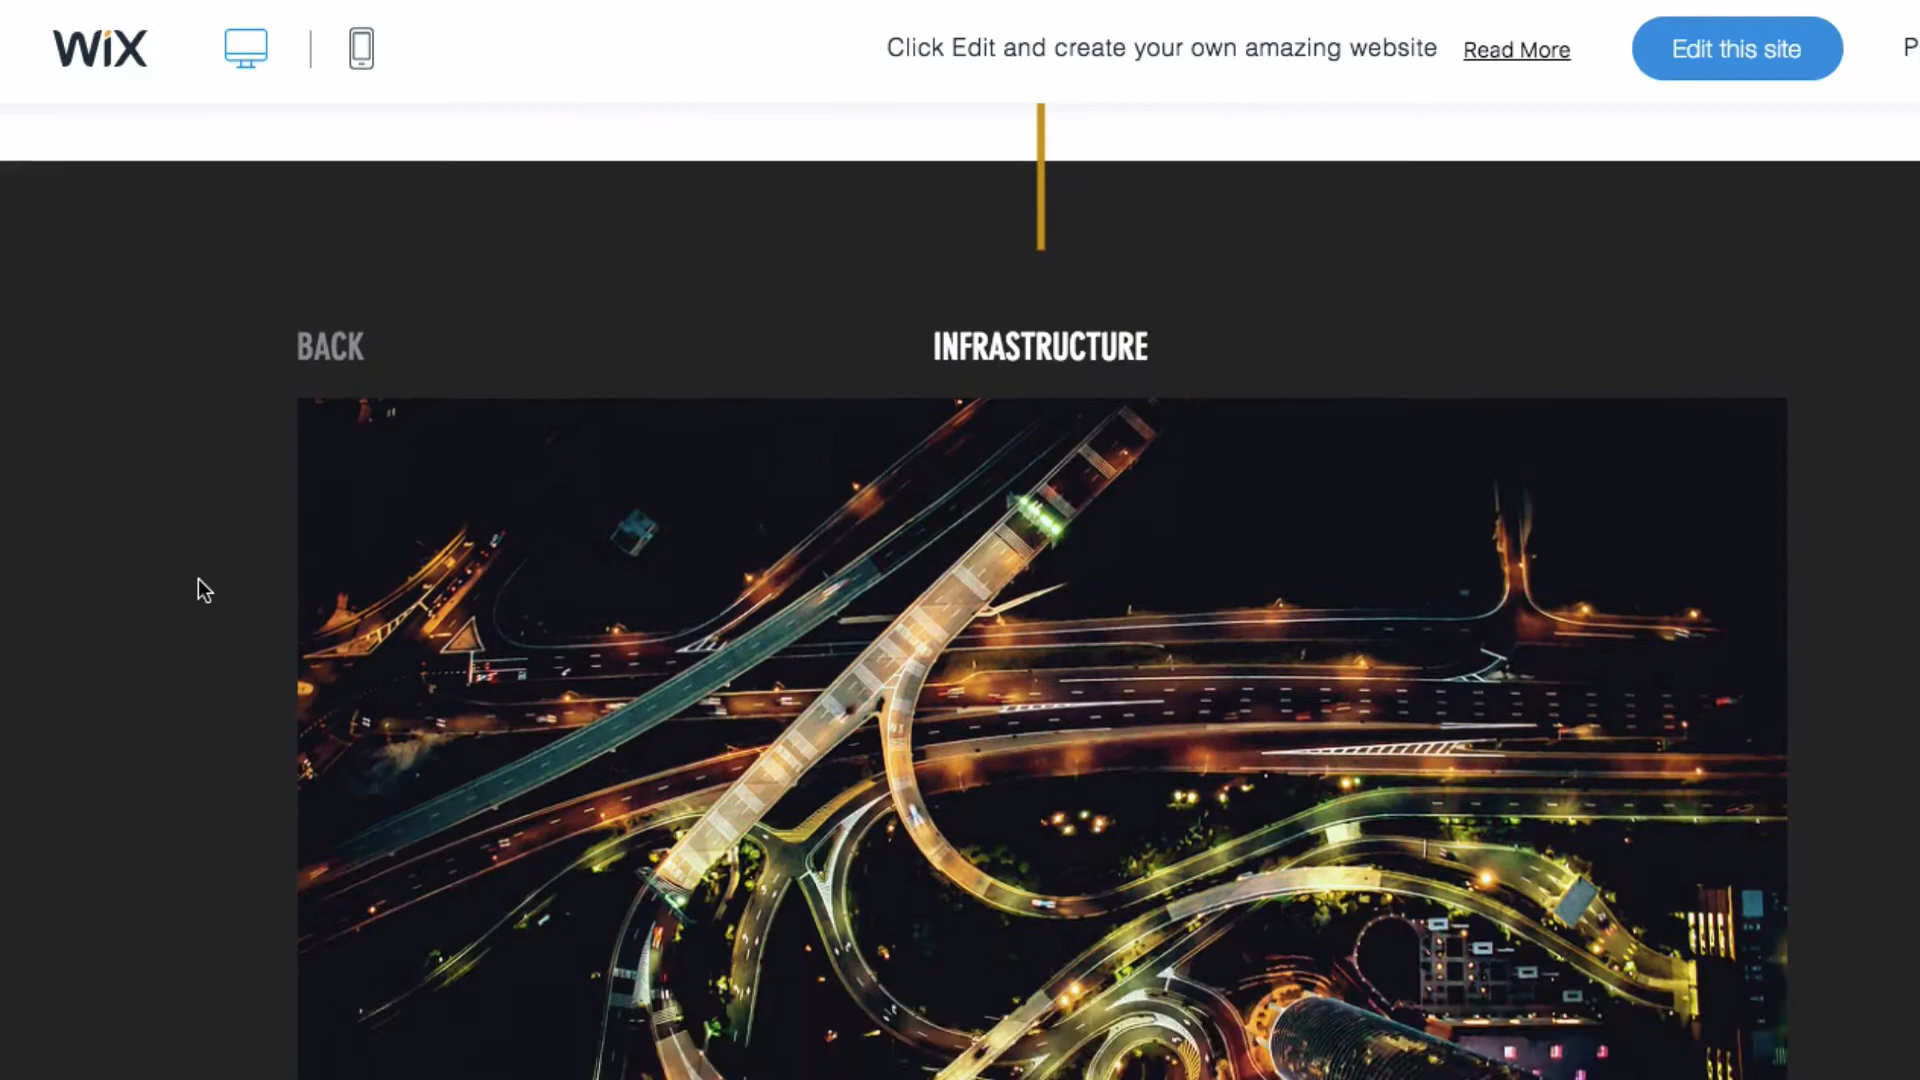 WiX
Click Edit and create your own amazing website Read More
Edit this site
P
BACK
INFRASTRUCTURE